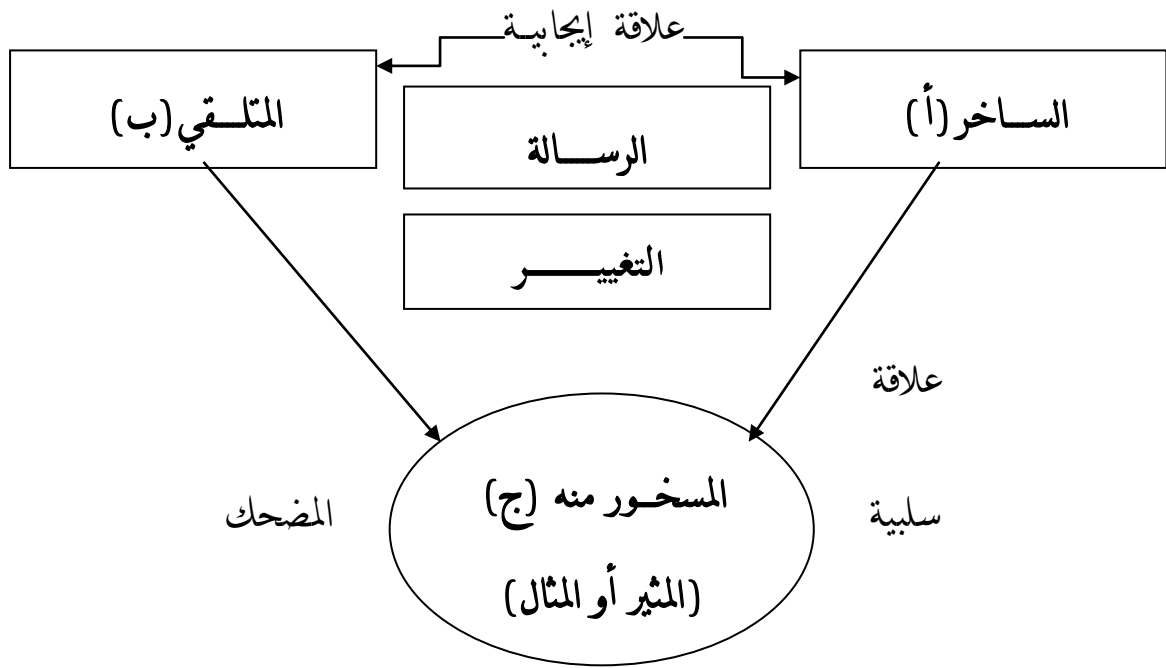 علاقة إيجابية
الساخر (أ)
المتلقي (ب)
الرسالة
التغيير
علاقة
المسخور منه (ج)
سلبية
المضحك
(المثير أو المثال)